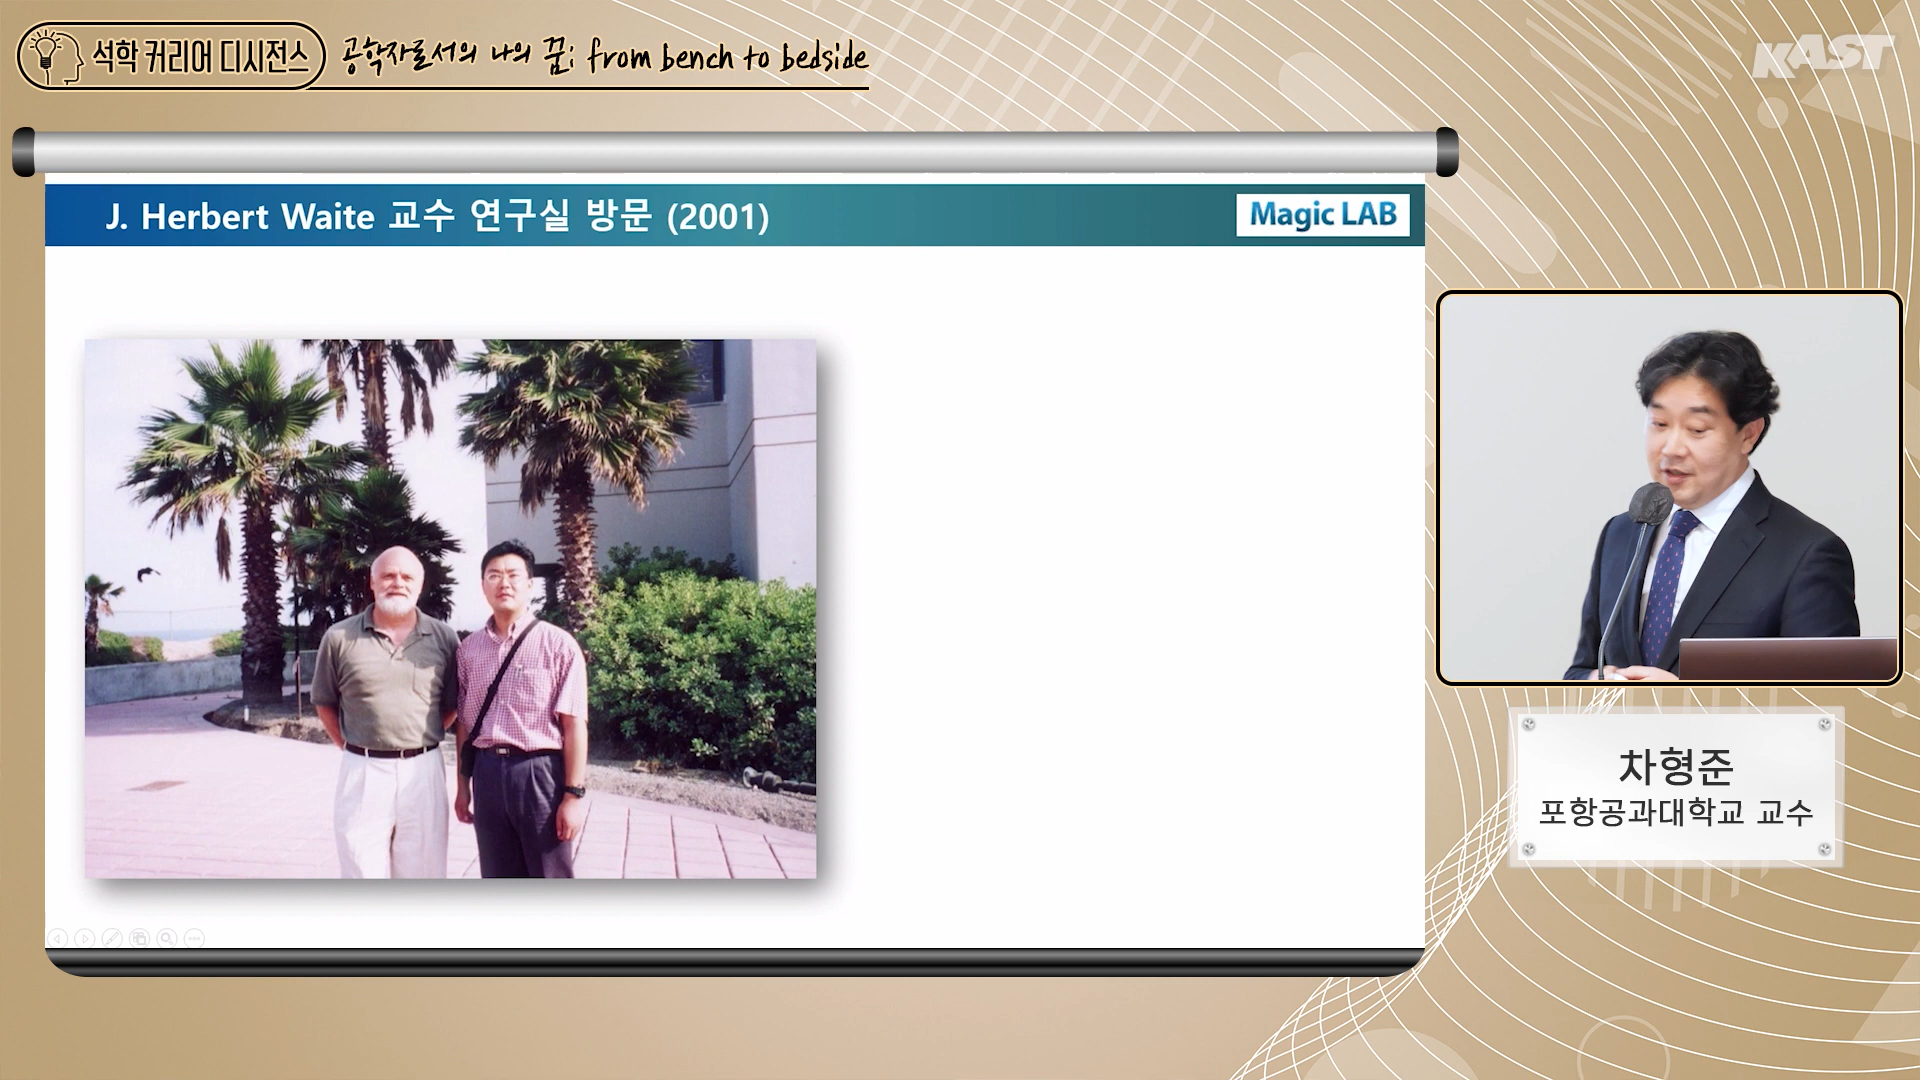 석학 커리어 디시전스
공학자로서의 나의 꿈; from bench to bedside
KAST
J. Herbert Waite 교수 연구실 방문 (2001)
Magic LAB
차형준
포항공과대학교 교수